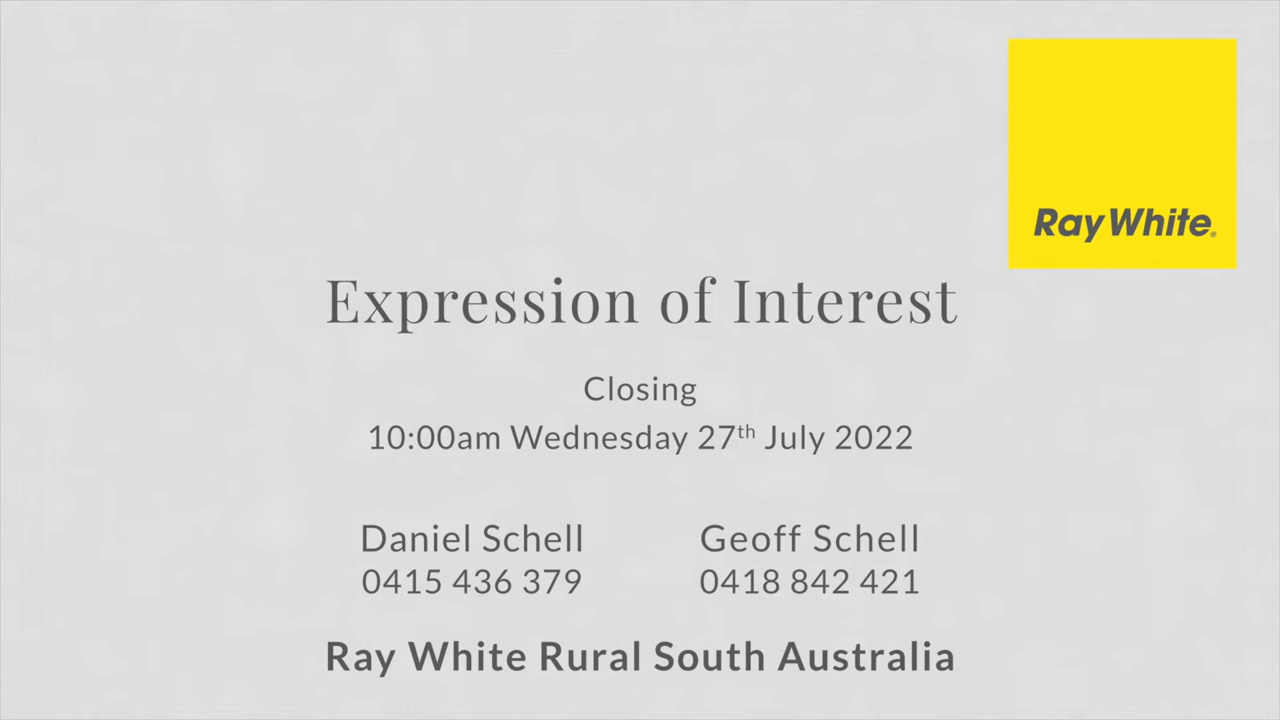 Ray White
Expression of Interest
Closing
10:00am Wednesday 27th July 2022
Daniel Schell
0415 436 379
Geoff Schell
0418 842 421
Ray White Rural South Australia